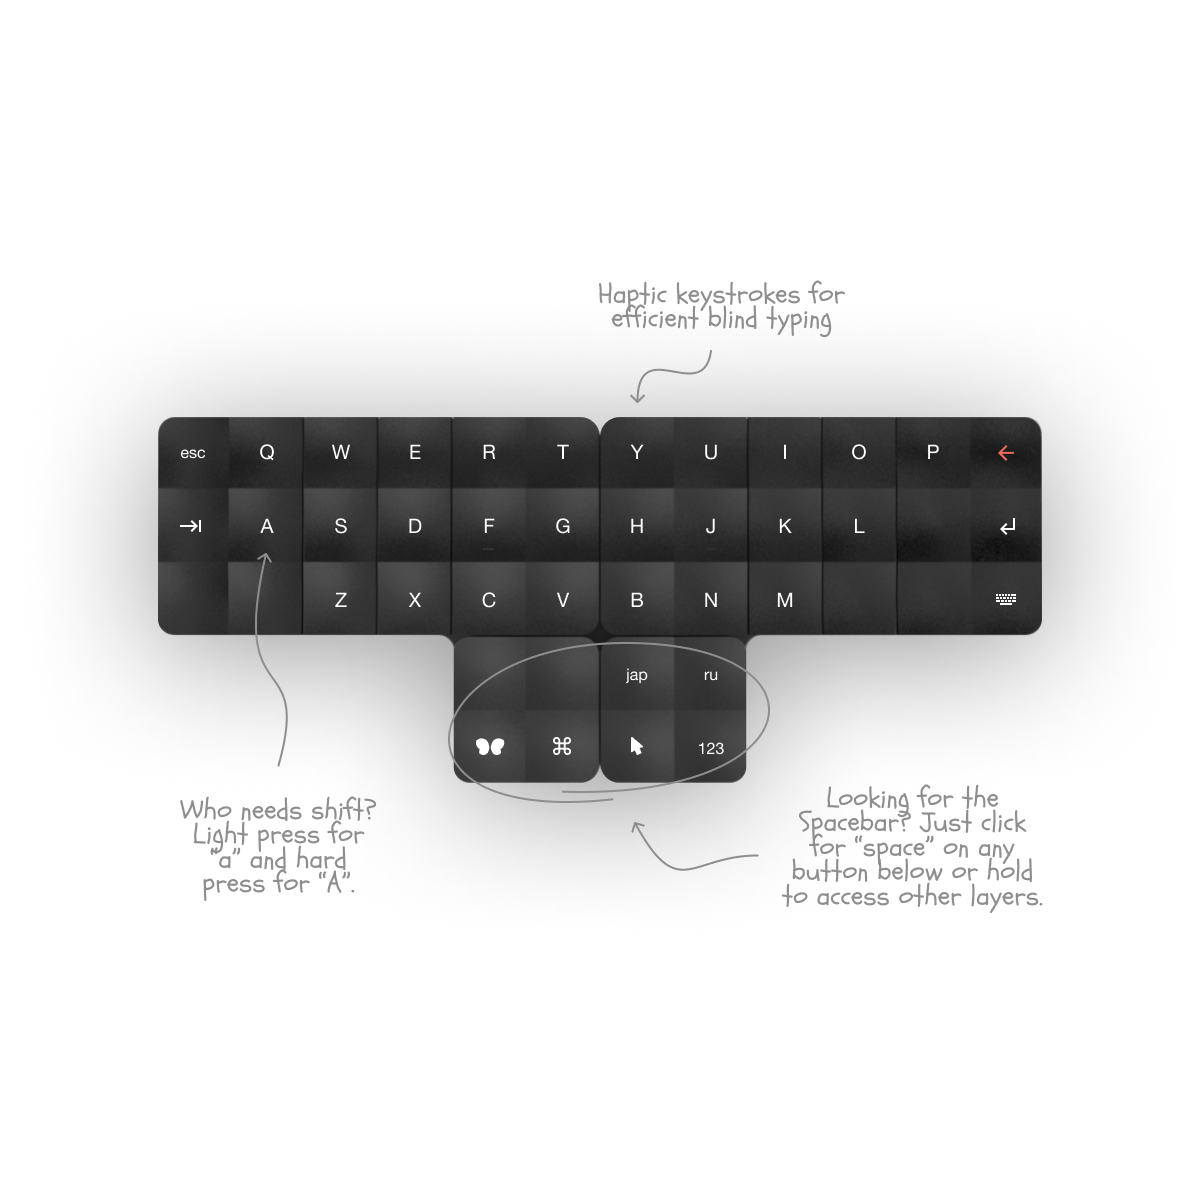 Haptic keystrokes for
efficient blind typing
esc Q W E R T Y U I O P
A S D F G H J K L
Z X C V B N M
jap ru
123
Who needs shift?
Light press for
"a" and hard
press for "A".
Looking for the
Spacebar? Just click
for "space" on any
button below or hold
to access other layers.